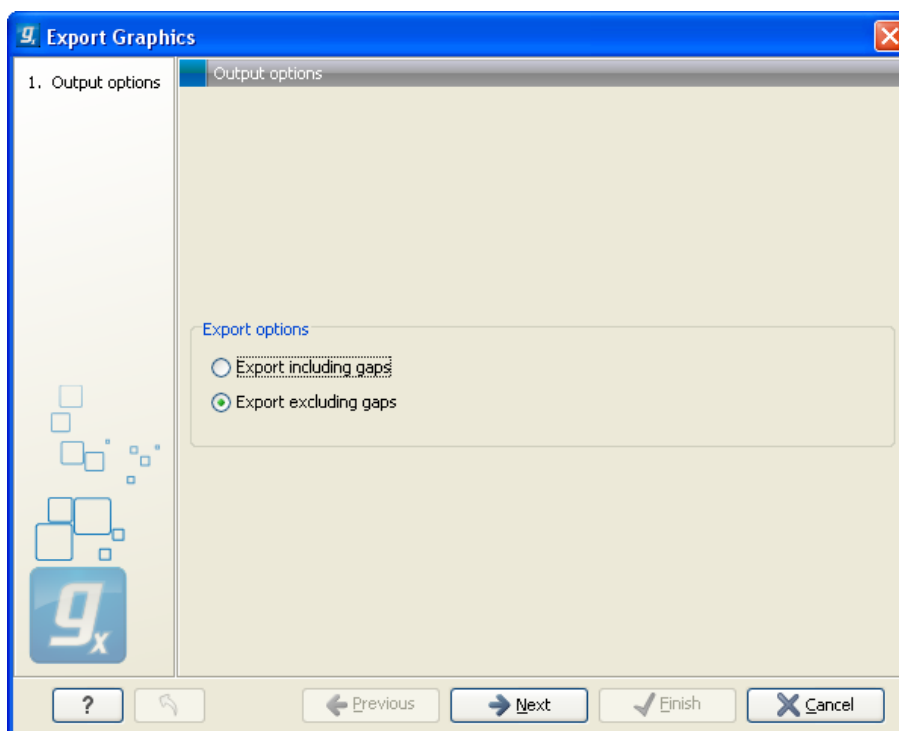 Export Graphics
1. Output options
Output options
Export options
Export including gaps
Export excluding gaps
gx
?
Previous
Next
Finish
Cancel